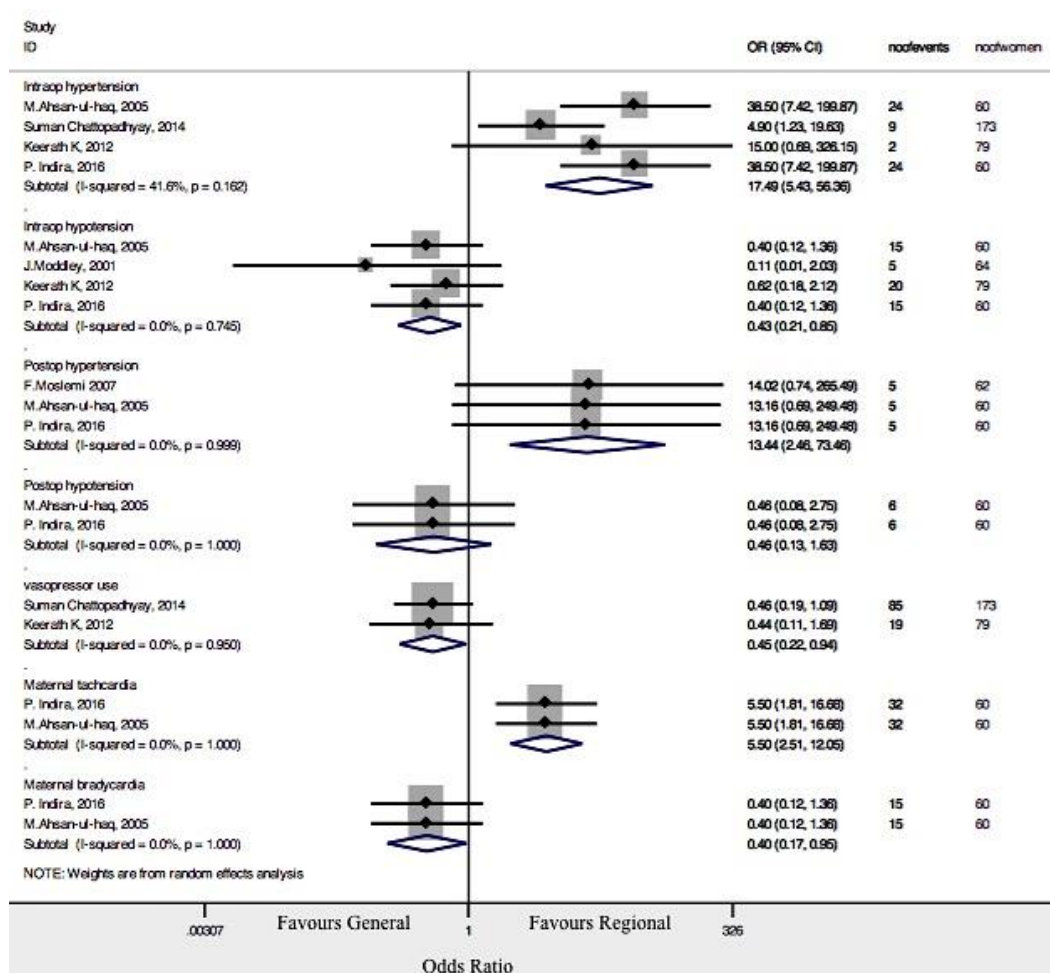 Study
ID OR (95% CI) noofevents noofwomen
Intraop hypertension
M.Ahsan-ul-haq, 2005 38.50 (7.42, 199.87) 24 60
Suman Chattopadhyay, 2014 4.90 (1.23, 19.63) 9 173
Keerath K, 2012 15.00 (0.69, 326.15) 2 79
P. Indira, 2016 38.50 (7.42, 199.87) 24 60
Subtotal (I-squared = 41.6%, p = 0.162) 17.49 (5.43, 56.36)
.
Intraop hypotension
M.Ahsan-ul-haq, 2005 0.40 (0.12, 1.36) 15 60
J.Moddley, 2001 0.11 (0.01, 2.03) 5 64
Keerath K, 2012 0.62 (0.18, 2.12) 20 79
P. Indira, 2016 0.40 (0.12, 1.36) 15 60
Subtotal (I-squared = 0.0%, p = 0.745) 0.43 (0.21, 0.85)
.
Postop hypertension
F.Moslemi 2007 14.02 (0.74, 265.49) 5 62
M.Ahsan-ul-haq, 2005 13.16 (0.69, 249.48) 5 60
P. Indira, 2016 13.16 (0.69, 249.48) 5 60
Subtotal (I-squared = 0.0%, p = 0.999) 13.44 (2.46, 73.46)
.
Postop hypotension
M.Ahsan-ul-haq, 2005 0.46 (0.08, 2.75) 6 60
P. Indira, 2016 0.46 (0.08, 2.75) 6 60
Subtotal (I-squared = 0.0%, p = 1.000) 0.46 (0.13, 1.63)
.
vasopressor use
Suman Chattopadhyay, 2014 0.46 (0.19, 1.09) 85 173
Keerath K, 2012 0.44 (0.11, 1.69) 19 79
Subtotal (I-squared = 0.0%, p = 0.950) 0.45 (0.22, 0.94)
.
Maternal tachcardia
P. Indira, 2016 5.50 (1.81, 16.68) 32 60
M.Ahsan-ul-haq, 2005 5.50 (1.81, 16.68) 32 60
Subtotal (I-squared = 0.0%, p = 1.000) 5.50 (2.51, 12.05)
.
Maternal bradycardia
P. Indira, 2016 0.40 (0.12, 1.36) 15 60
M.Ahsan-ul-haq, 2005 0.40 (0.12, 1.36) 15 60
Subtotal (I-squared = 0.0%, p = 1.000) 0.40 (0.17, 0.95)
NOTE: Weights are from random effects analysis
Favours General Favours Regional
.00307 1 326
Odds Ratio